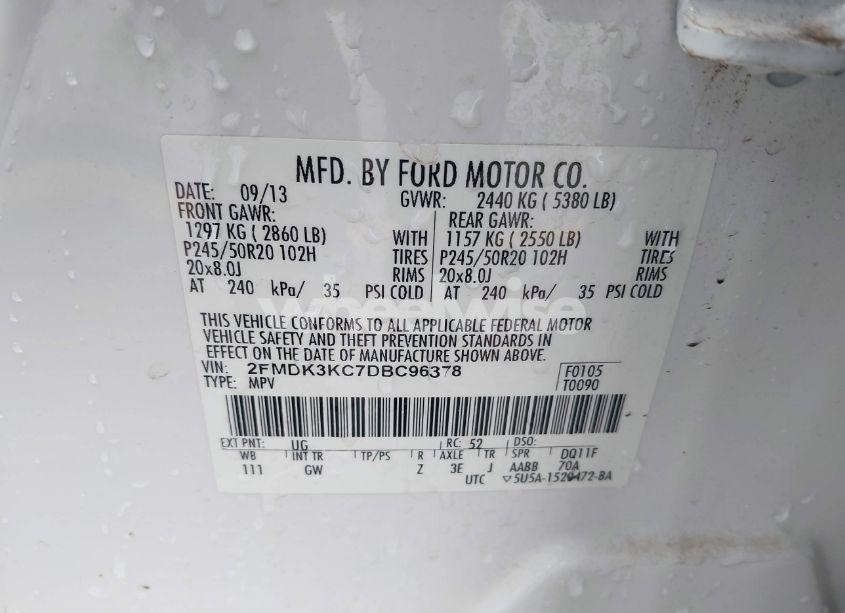 MFD. BY FORD MOTOR CO.
DATE: 09/13 GVWR: 2440 KG ( 5380 LB)
FRONT GAWR: REAR GAWR:
1297 KG ( 2860 LB) WITH 1157 KG ( 2550 LB) WITH
P245/50R20 102H TIRES P245/50R20 102H TIRES
20x8.0J RIMS 20x8.0J RIMS
AT 240 kPa/ 35 PSI COLD AT 240 kPa/ 35 PSI COLD
wheelwise
THIS VEHICLE CONFORMS TO ALL APPLICABLE FEDERAL MOTOR
VEHICLE SAFETY AND THEFT PREVENTION STANDARDS IN
EFFECT ON THE DATE OF MANUFACTURE SHOWN ABOVE.
VIN: 2FMDK3KC7DBC96378 F0105
TYPE: MPV T0090
EXT PNT: UG RC: 52 DSO:
WB INT TR TP/PS R AXLE TR SPR DQ11F
111 GW Z 3E J AABB 70A
UTC ▽5U5A-1520472-BA